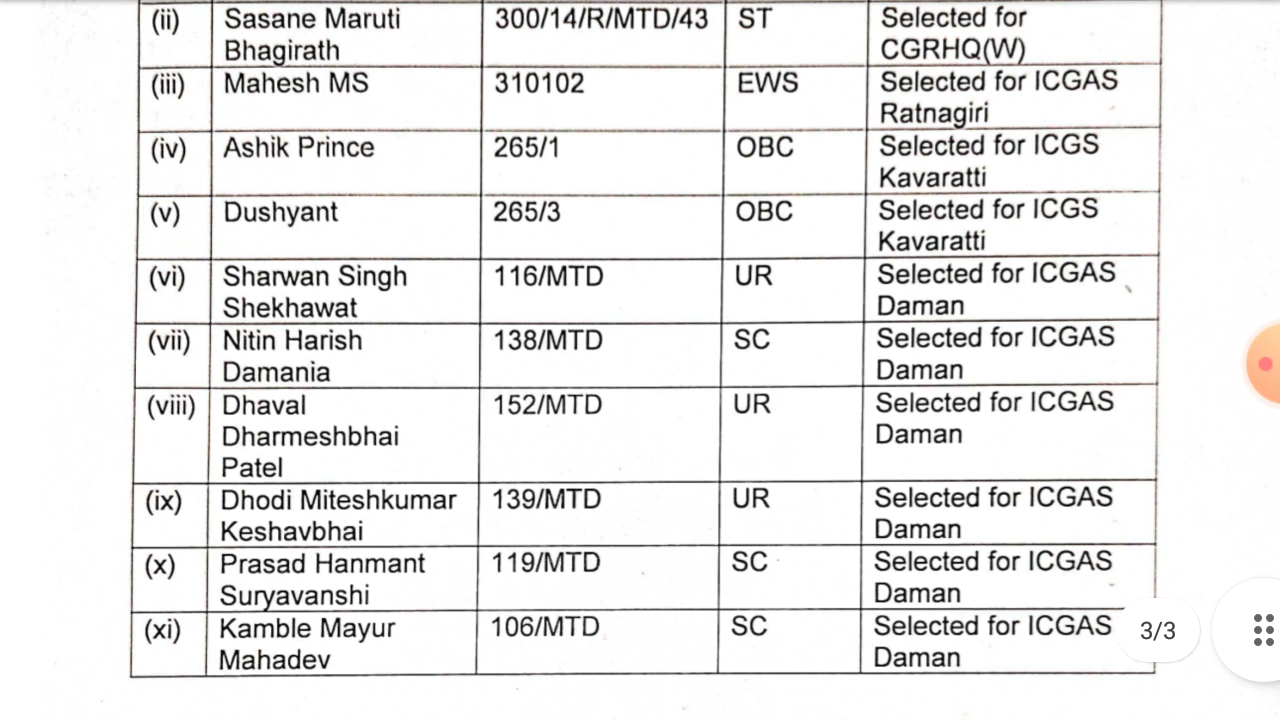 (ii) Sasane Maruti 300/14/R/MTD/43 ST Selected for
Bhagirath CGRHQ(W)
(iii) Mahesh MS 310102 EWS Selected for ICGAS
Ratnagiri
(iv) Ashik Prince 265/1 OBC Selected for ICGS
Kavaratti
(v) Dushyant 265/3 OBC Selected for ICGS
Kavaratti
(vi) Sharwan Singh 116/MTD UR Selected for ICGAS
Shekhawat Daman
(vii) Nitin Harish 138/MTD SC Selected for ICGAS
Damania Daman
(viii) Dhaval 152/MTD UR Selected for ICGAS
Dharmeshbhai Daman
Patel
(ix) Dhodi Miteshkumar 139/MTD UR Selected for ICGAS
Keshavbhai Daman
(x) Prasad Hanmant 119/MTD SC Selected for ICGAS
Suryavanshi Daman
(xi) Kamble Mayur 106/MTD SC Selected for ICGAS
Mahadev Daman
3/3